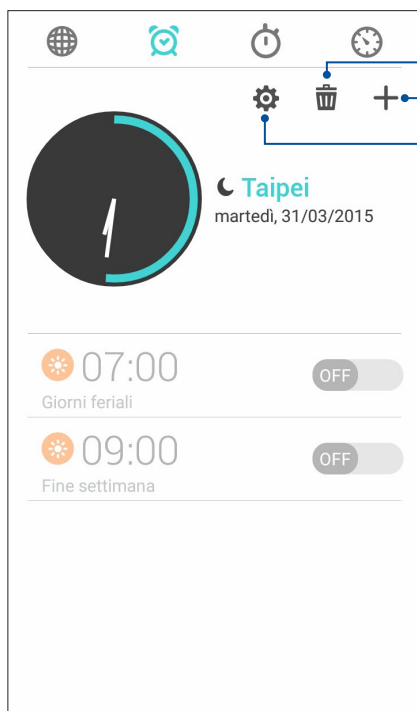 Taipei
martedì, 31/03/2015
07:00
OFF
Giorni feriali
09:00
OFF
Fine settimana